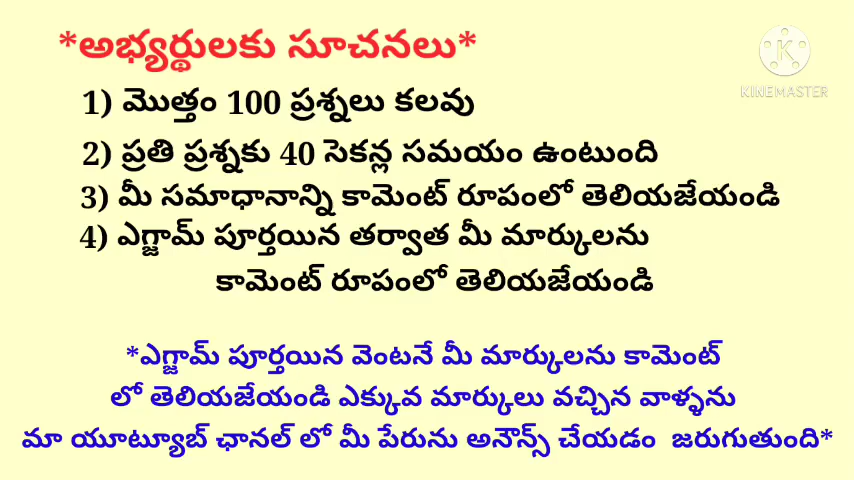 *అభ్యర్థులకు సూచనలు*
KINEMASTER
1) మొత్తం 100 ప్రశ్నలు కలవు
2) ప్రతి ప్రశ్నకు 40 సెకన్ల సమయం ఉంటుంది
3) మీ సమాధానాన్ని కామెంట్ రూపంలో తెలియజేయండి
4) ఎగ్జామ్ పూర్తయిన తర్వాత మీ మార్కులను
కామెంట్ రూపంలో తెలియజేయండి
*ఎగ్జామ్ పూర్తయిన వెంటనే మీ మార్కులను కామెంట్
లో తెలియజేయండి ఎక్కువ మార్కులు వచ్చిన వాళ్ళను
మా యూట్యూబ్ ఛానల్ లో మీ పేరును అనౌన్స్ చేయడం జరుగుతుంది*